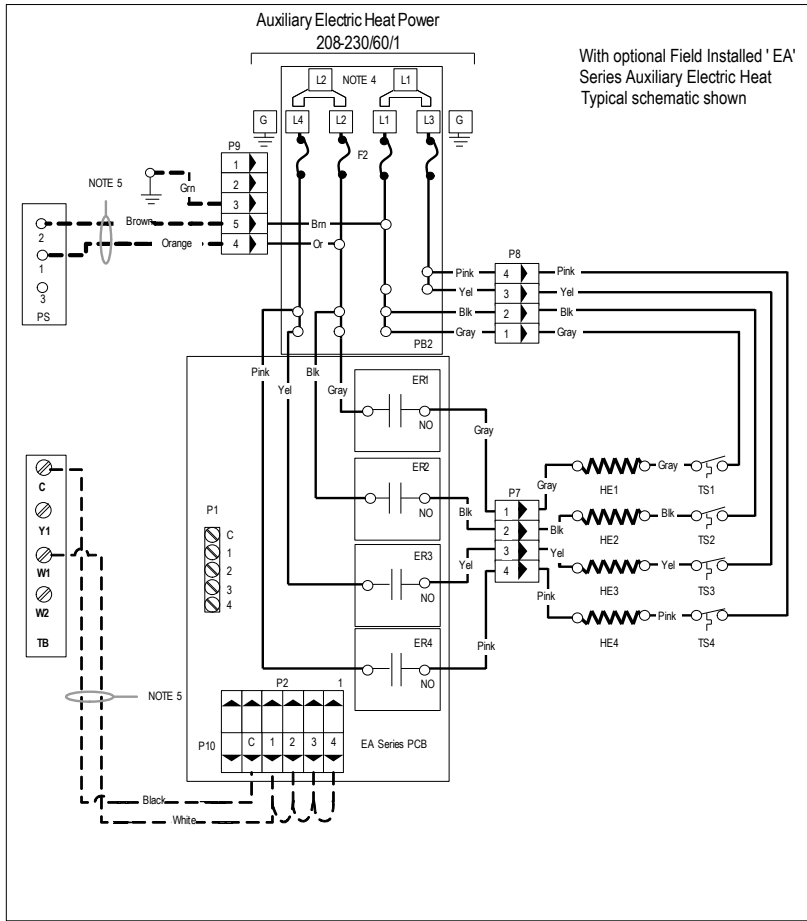 Auxiliary Electric Heat Power
208-230/60/1
With optional Field Installed ' EA'
Series Auxiliary Electric Heat
Typical schematic shown
L2 NOTE 4 L1
G L4 L2 L1 L3 G
F2
P9
1
2
3
5
4
NOTE 5
Grn
Brown
Orange
Brn
Or
2
1
3
PS
P8
Pink 4 Pink
Yel 3 Yel
Blk 2 Blk
Gray 1 Gray
PB2
Pink
Yel
Blk
Gray
ER1
NO
Gray
ER2
NO
Blk
ER3
NO
Yel
ER4
NO
Pink
P7
1
2
3
4
Gray
Blk
Yel
Pink
Gray
HE1 TS1
Blk
HE2 TS2
Yel
HE3 TS3
Pink
HE4 TS4
C
Y1
W1
W2
TB
P1
C
1
2
3
4
NOTE 5
P2 1
P10 C 1 2 3 4
EA Series PCB
Black
White